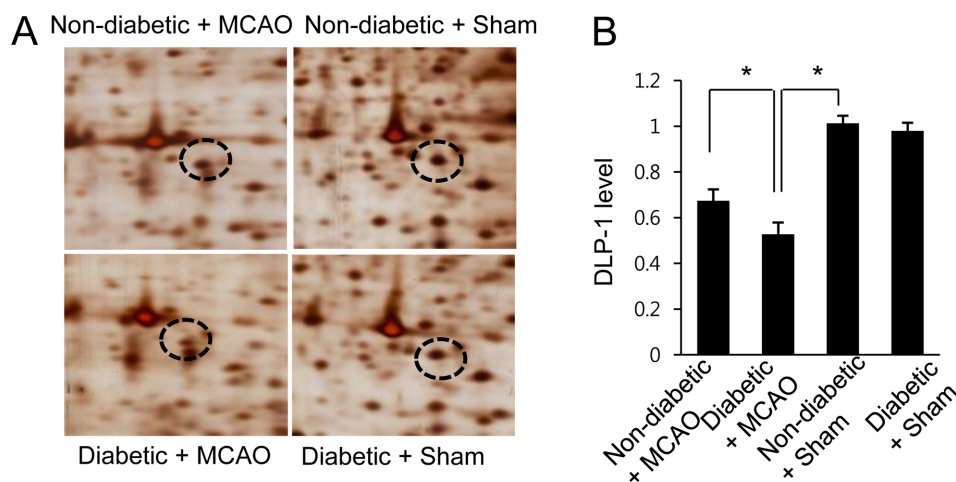 A
Non-diabetic + MCAO
Non-diabetic + Sham
Diabetic + MCAO
Diabetic + Sham
B
*
*
DLP-1 level
1.2
1
0.8
0.6
0.4
0.2
0
Non-diabetic
+ MCAO
Diabetic
+ MCAO
Non-diabetic
+ Sham
Diabetic
+ Sham